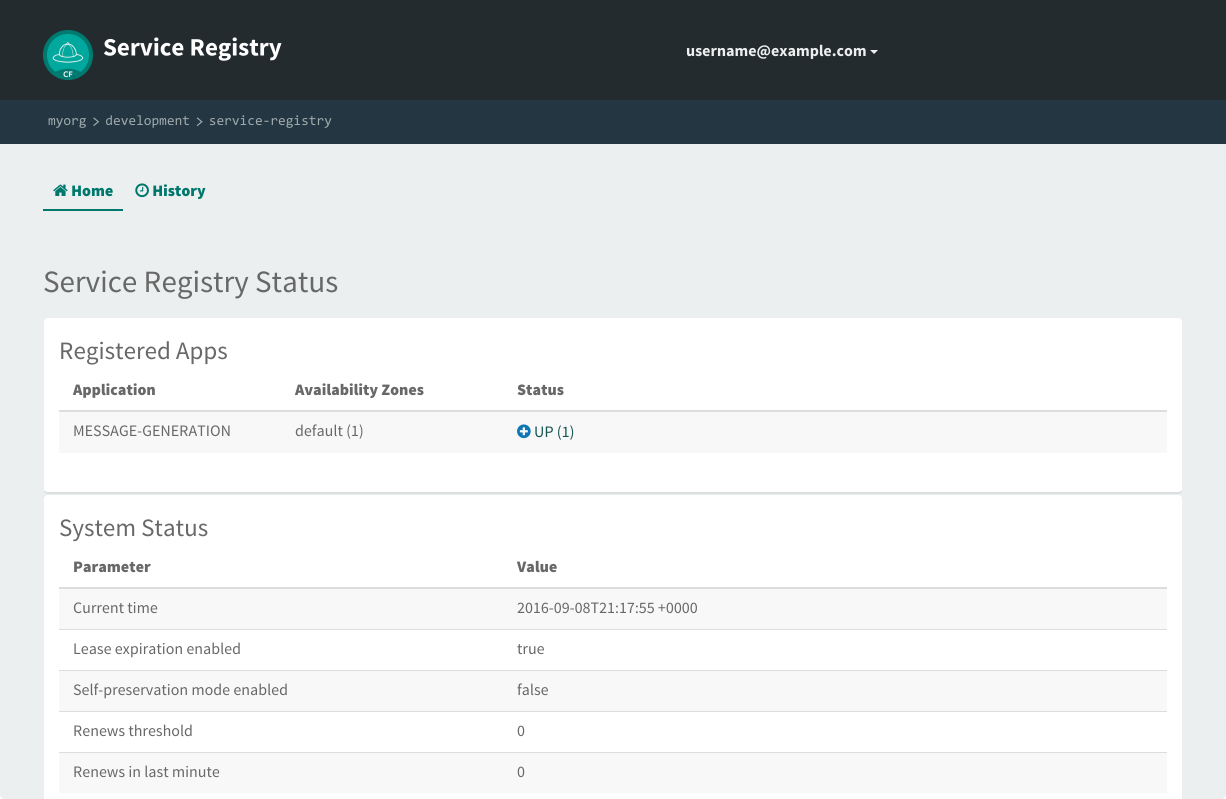 Service Registry
CF
username@example.com
myorg > development > service-registry
Home History
Service Registry Status
Registered Apps
Application Availability Zones Status
MESSAGE-GENERATION default (1) UP (1)
System Status
Parameter Value
Current time 2016-09-08T21:17:55 +0000
Lease expiration enabled true
Self-preservation mode enabled false
Renews threshold 0
Renews in last minute 0